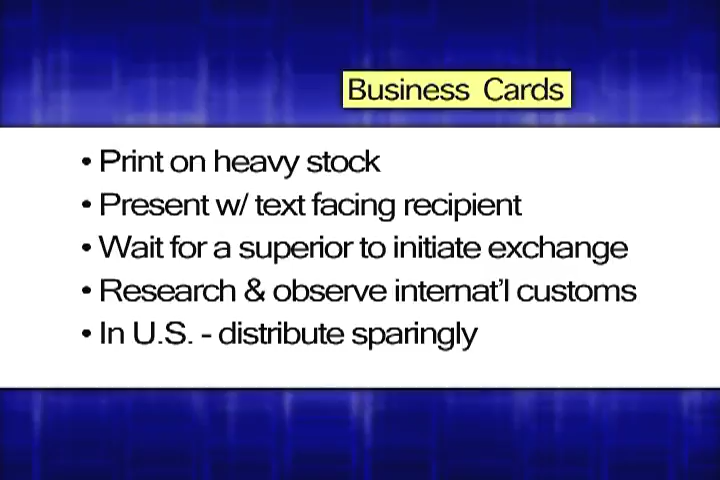 Business Cards
• Print on heavy stock
• Present w/ text facing recipient
• Wait for a superior to initiate exchange
• Research & observe internat'l customs
• In U.S. - distribute sparingly